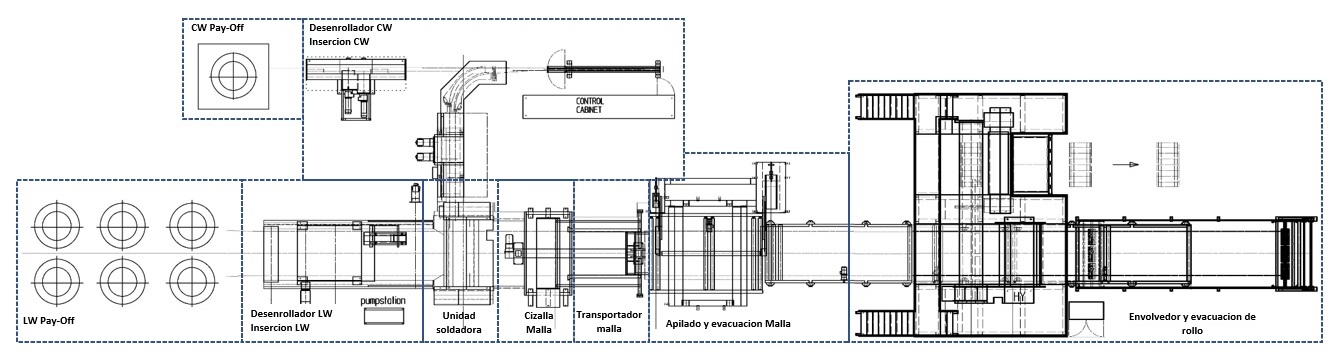 CW Pay-Off
Desenrollador CW
Insercion CW
CONTROL
CABINET
LW Pay-Off
Desenrollador LW
Insercion LW
pumpstation
Unidad
soldadora
Cizalla
Malla
Transportador
malla
Apilado y evacuacion Malla
HY
Envolvedor y evacuacion de
rollo